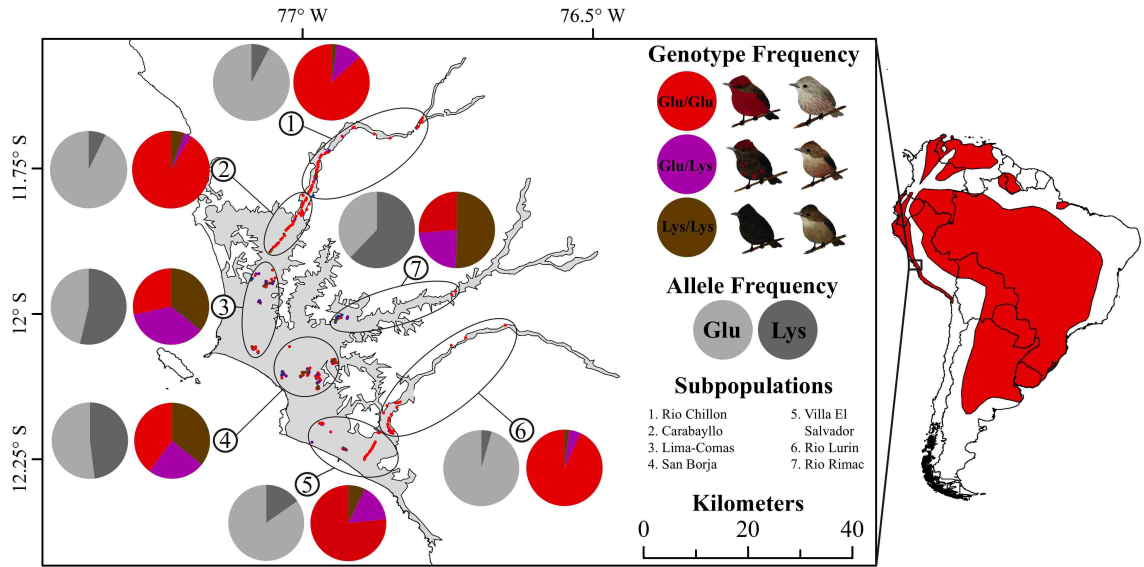 77° W
76.5° W
11.75° S
12° S
12.25° S
1
2
3
4
5
6
7
Genotype Frequency
Glu/Glu
Glu/Lys
Lys/Lys
Allele Frequency
Glu
Lys
Subpopulations
1. Rio Chillon
2. Carabayllo
3. Lima-Comas
4. San Borja
5. Villa El
Salvador
6. Rio Lurin
7. Rio Rimac
Kilometers
0 20 40